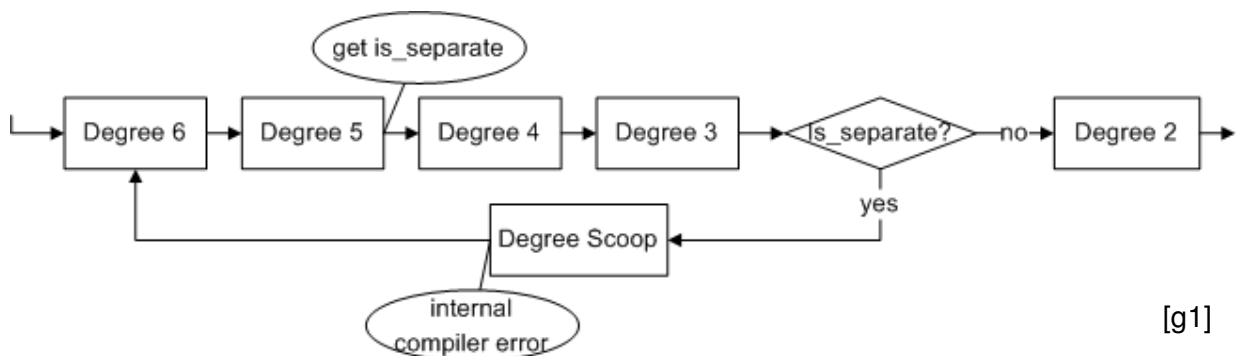 get is_separate
Degree 6
Degree 5
Degree 4
Degree 3
Is_separate?
no
Degree 2
yes
Degree Scoop
internal
compiler error
[g1]